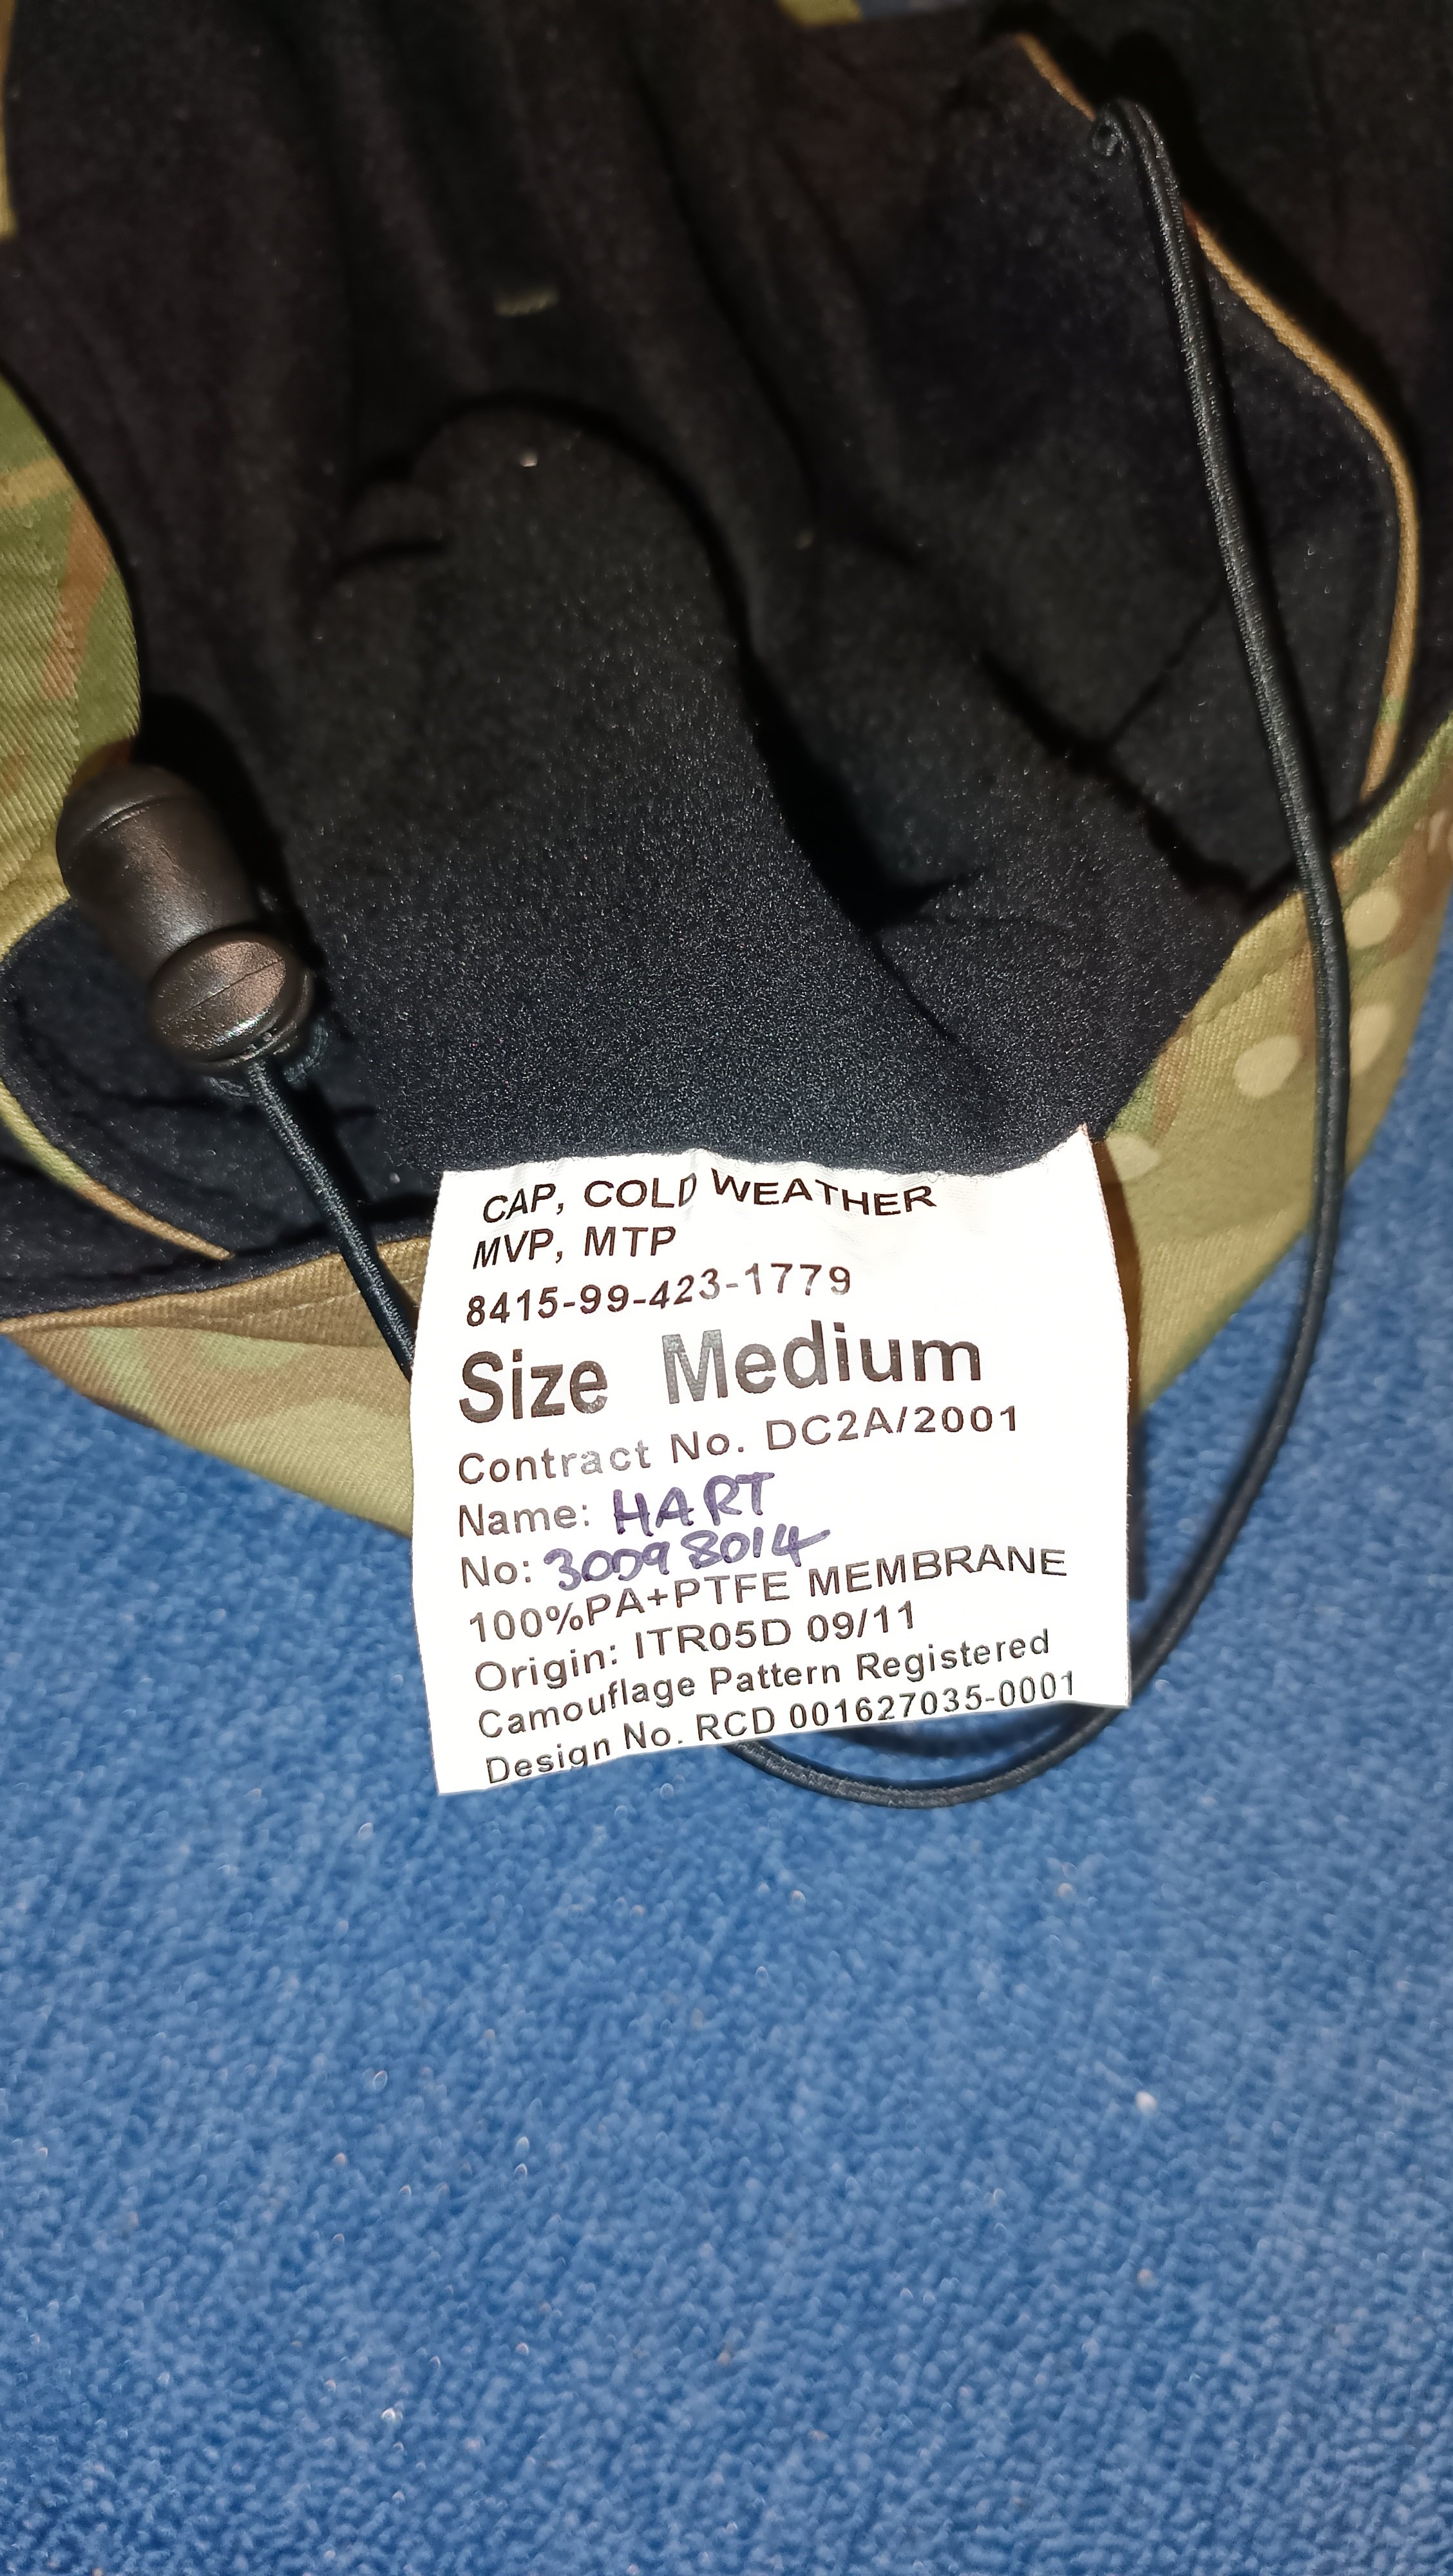 CAP, COLD WEATHER
MVP, MTP
8415-99-423-1779
Size Medium
Contract No. DC2A/2001
Name: HART
No: 30098014
100%PA+PTFE MEMBRANE
Origin: ITR05D 09/11
Camouflage Pattern Registered
Design No. RCD 001627035-0001